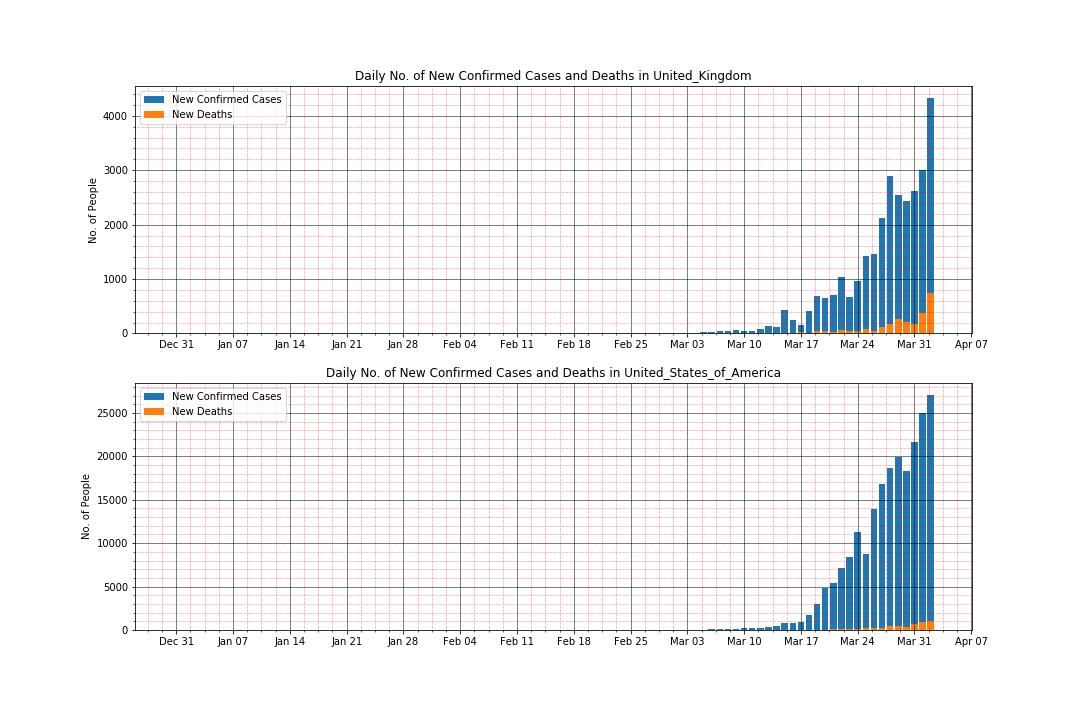 Daily No. of New Confirmed Cases and Deaths in United_Kingdom
New Confirmed Cases
New Deaths
No. of People
4000
3000
2000
1000
0
Dec 31 Jan 07 Jan 14 Jan 21 Jan 28 Feb 04 Feb 11 Feb 18 Feb 25 Mar 03 Mar 10 Mar 17 Mar 24 Mar 31 Apr 07
Daily No. of New Confirmed Cases and Deaths in United_States_of_America
New Confirmed Cases
New Deaths
No. of People
25000
20000
15000
10000
5000
0
Dec 31 Jan 07 Jan 14 Jan 21 Jan 28 Feb 04 Feb 11 Feb 18 Feb 25 Mar 03 Mar 10 Mar 17 Mar 24 Mar 31 Apr 07